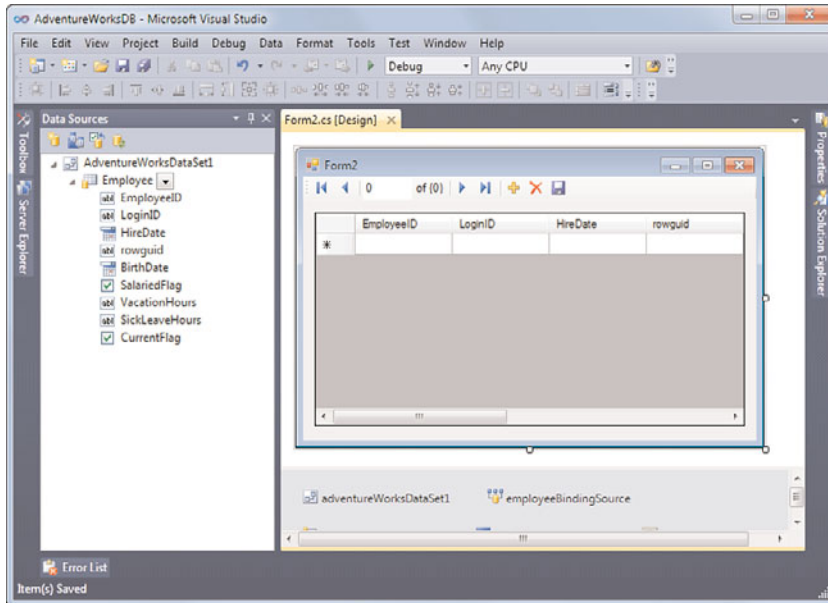 AdventureWorksDB - Microsoft Visual Studio
File Edit View Project Build Debug Data Format Tools Test Window Help
Debug Any CPU
Toolbox
Server Explorer
Data Sources
AdventureWorksDataSet1
Employee
EmployeeID
LoginID
HireDate
rowguid
BirthDate
SalariedFlag
VacationHours
SickLeaveHours
CurrentFlag
Form2.cs [Design]
Form2
0 of {0}
EmployeeID LoginID HireDate rowguid
adventureWorksDataSet1 employeeBindingSource
Properties
Solution Explorer
Error List
Item(s) Saved